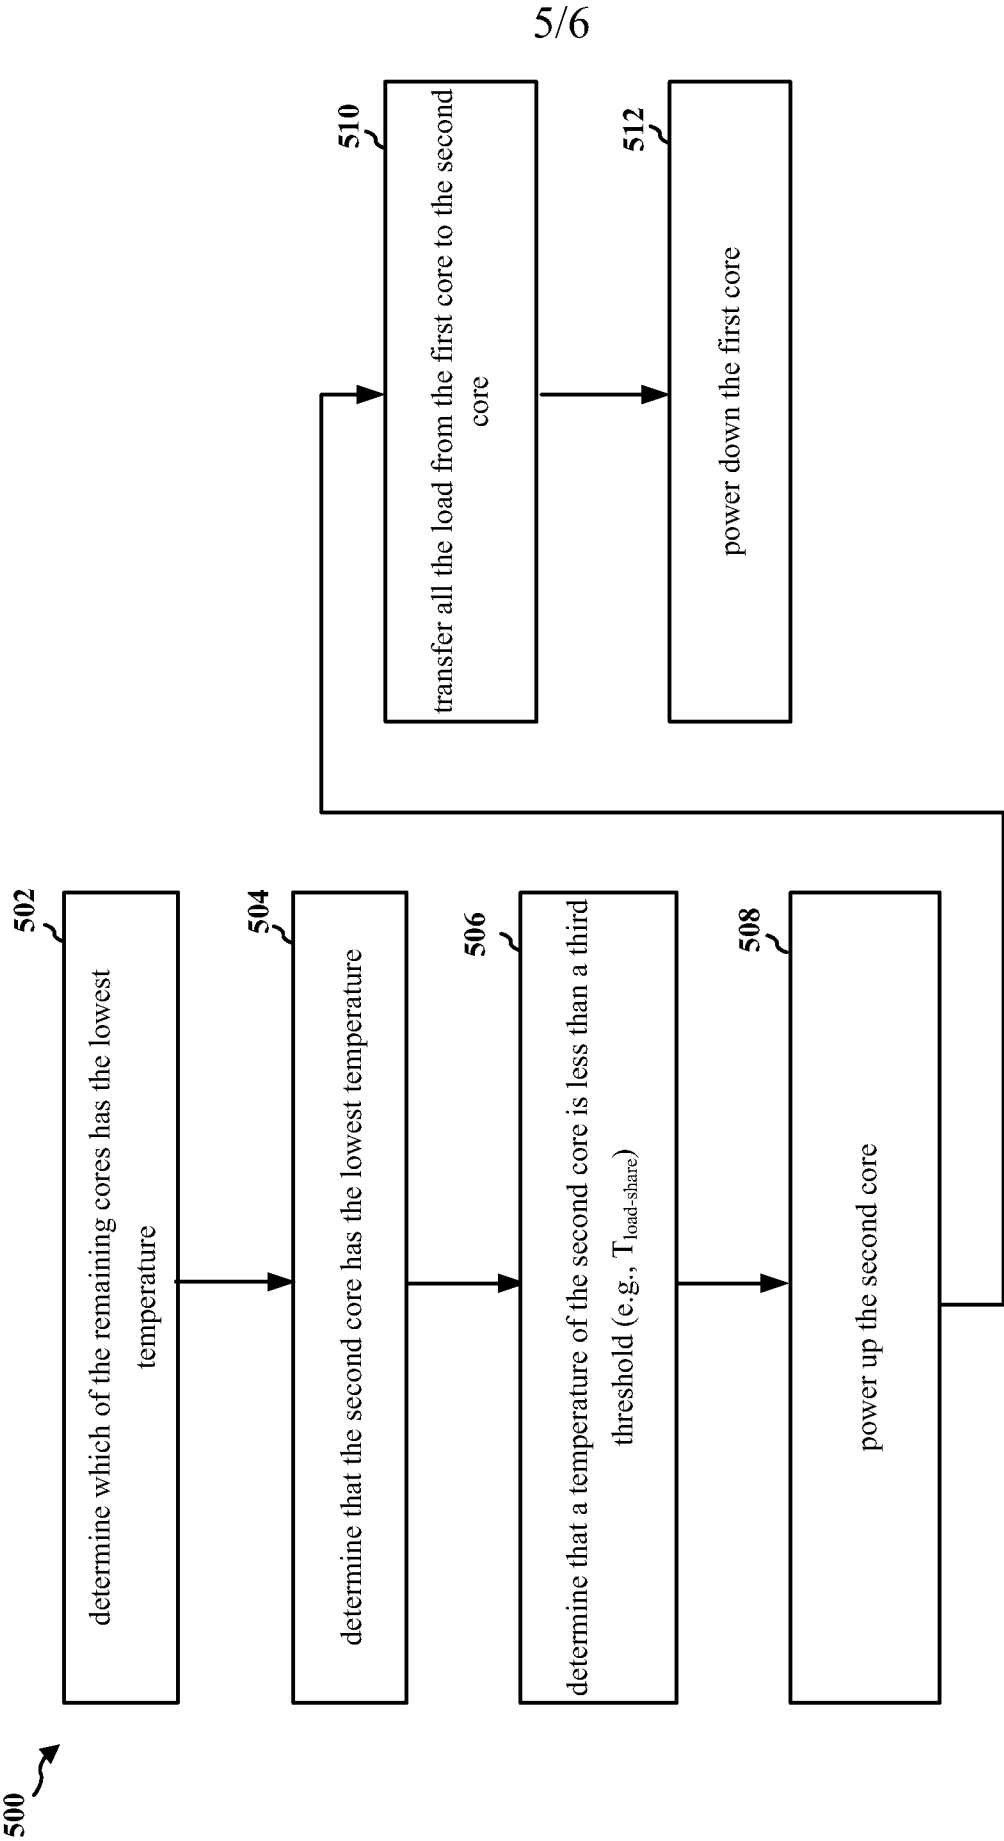 5/6
500
502
determine which of the remaining cores has the lowest
temperature
504
determine that the second core has the lowest temperature
506
determine that a temperature of the second core is less than a third
threshold (e.g., Tload-share)
508
power up the second core
510
transfer all the load from the first core to the second
core
512
power down the first core